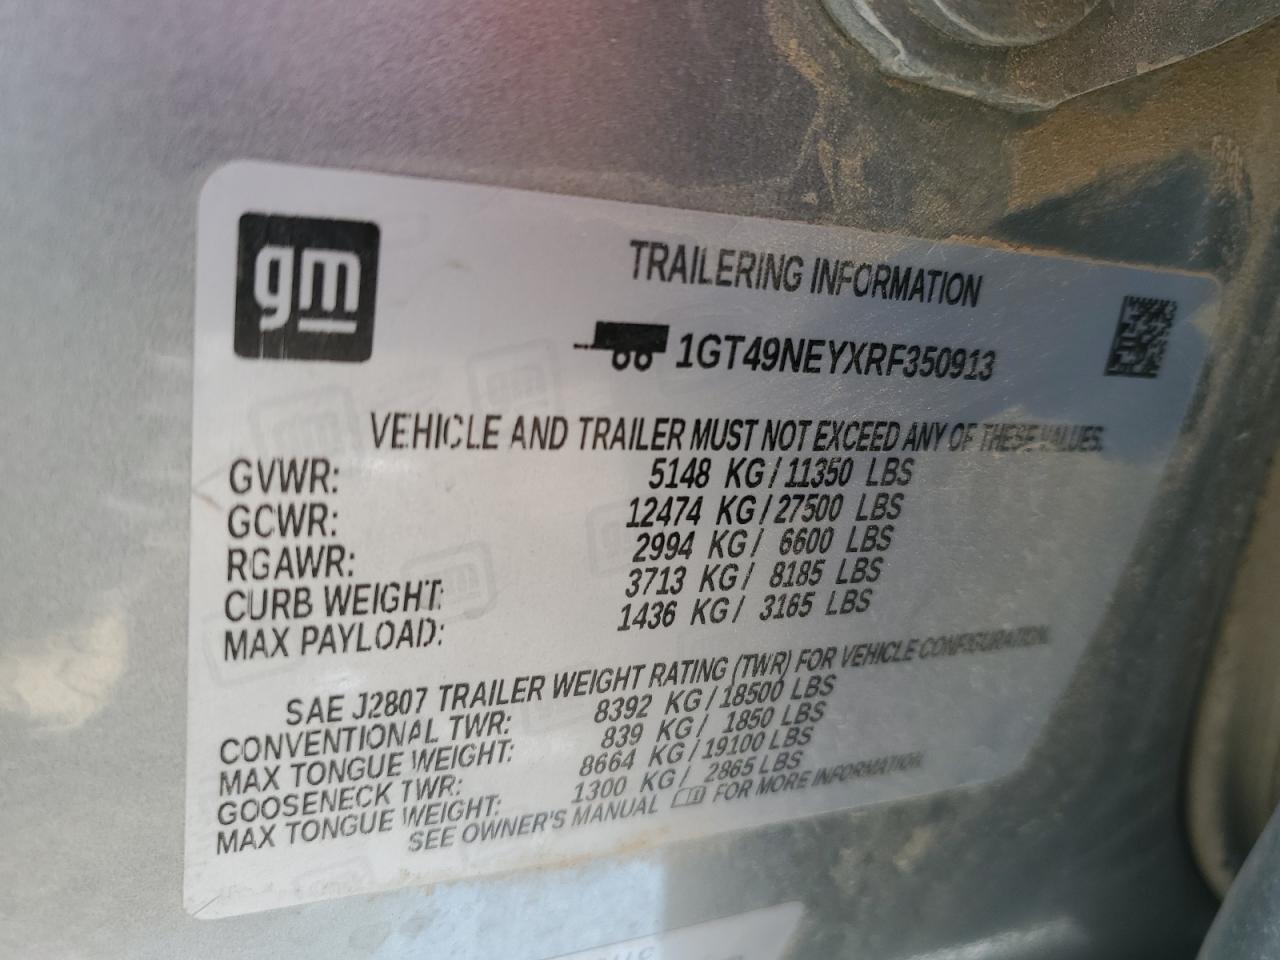 gm
TRAILERING INFORMATION
1GT49NEYXRF350913
VEHICLE AND TRAILER MUST NOT EXCEED ANY OF THESE VALUES.
GVWR: 5148 KG / 11350 LBS
GCWR: 12474 KG / 27500 LBS
RGAWR: 2994 KG / 6600 LBS
CURB WEIGHT: 3713 KG / 8185 LBS
MAX PAYLOAD: 1436 KG / 3165 LBS
SAE J2807 TRAILER WEIGHT RATING (TWR) FOR VEHICLE CONFIGURATION.
CONVENTIONAL TWR: 8392 KG / 18500 LBS
MAX TONGUE WEIGHT: 839 KG / 1850 LBS
GOOSENECK TWR: 8664 KG / 19100 LBS
MAX TONGUE WEIGHT: 1300 KG / 2865 LBS
SEE OWNER'S MANUAL FOR MORE INFORMATION.